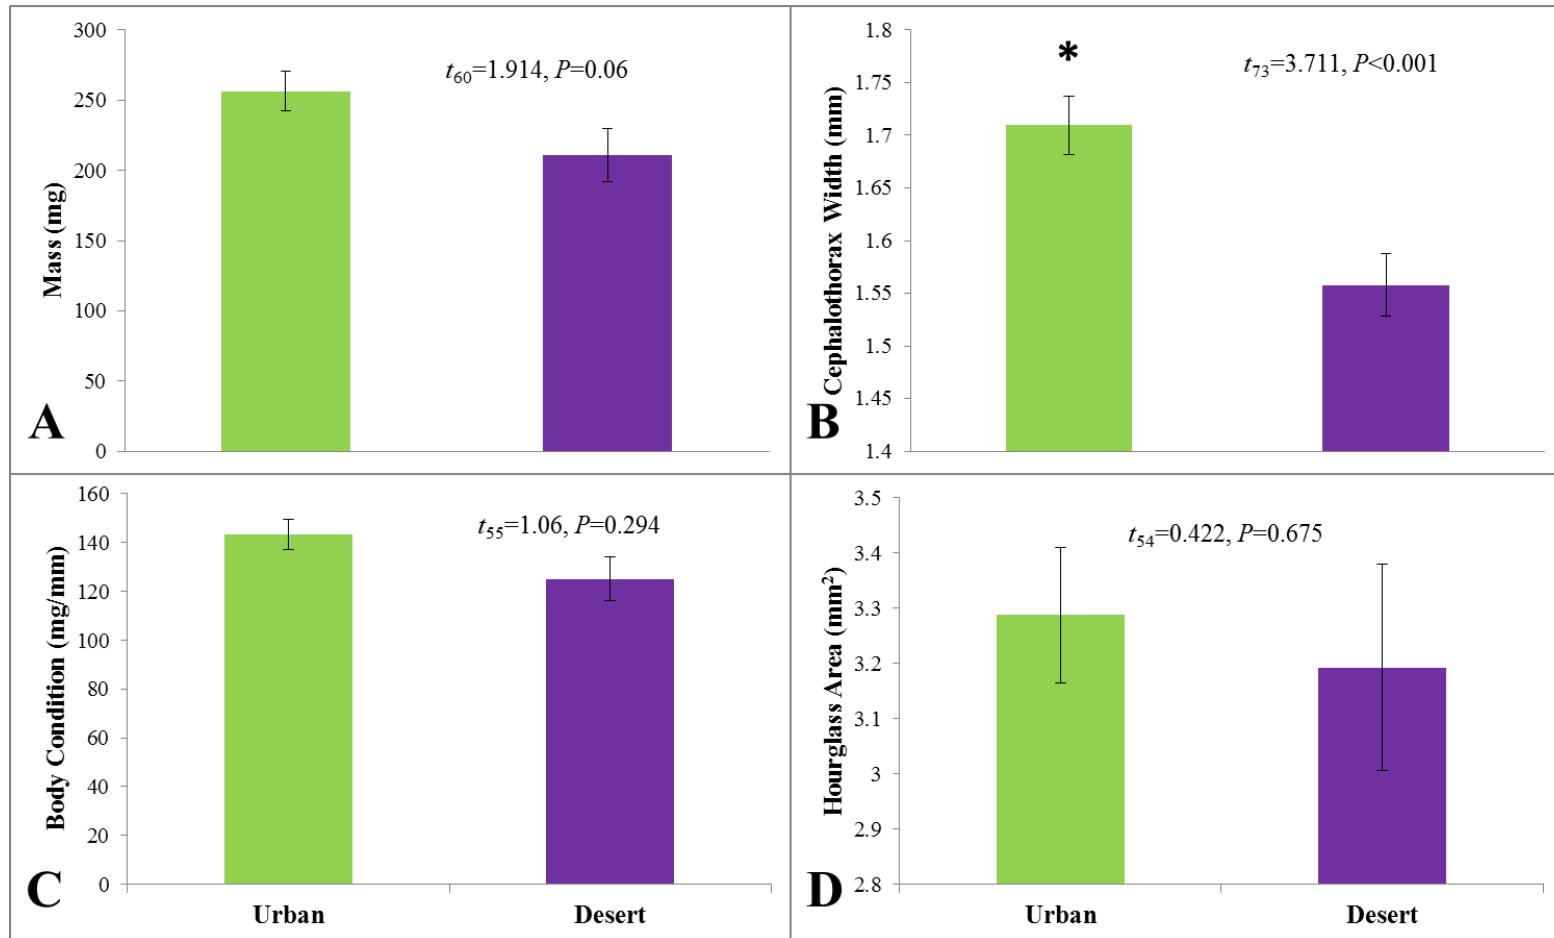 300
250
200
150
100
50
0
Mass (mg)
t60=1.914, P=0.06
A
1.8
1.75
1.7
1.65
1.6
1.55
1.5
1.45
1.4
Cephalothorax Width (mm)
*
t73=3.711, P<0.001
B
160
140
120
100
80
60
40
20
0
Body Condition (mg/mm)
t55=1.06, P=0.294
C
Urban Desert
3.5
3.4
3.3
3.2
3.1
3
2.9
2.8
Hourglass Area (mm²)
t54=0.422, P=0.675
D
Urban Desert